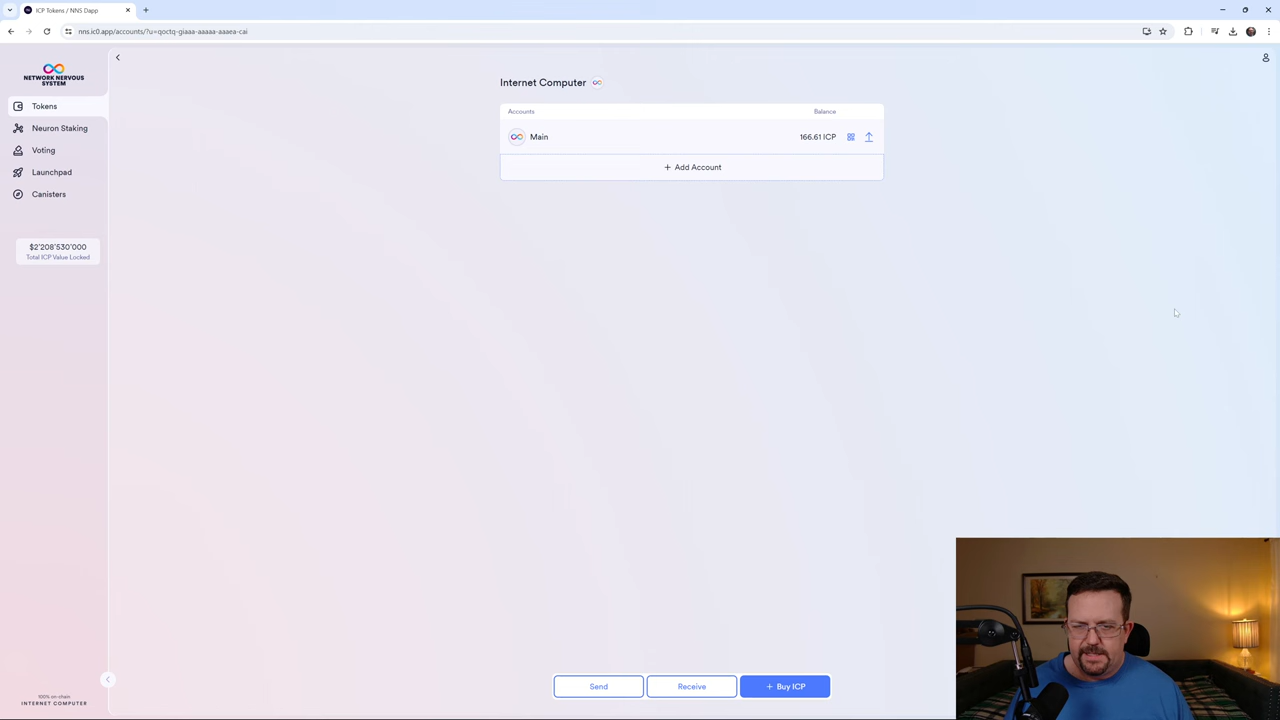 ICP Tokens / NNS Dapp
nns.ic0.app/accounts/?u=qoctq-giaaa-aaaaa-aaaea-cai
NETWORK NERVOUS
SYSTEM
Tokens
Neuron Staking
Voting
Launchpad
Canisters
$2'208'530'000
Total ICP Value Locked
100% on-chain
INTERNET COMPUTER
Internet Computer
Accounts Balance
Main 166.61 ICP
+ Add Account
Send Receive + Buy ICP